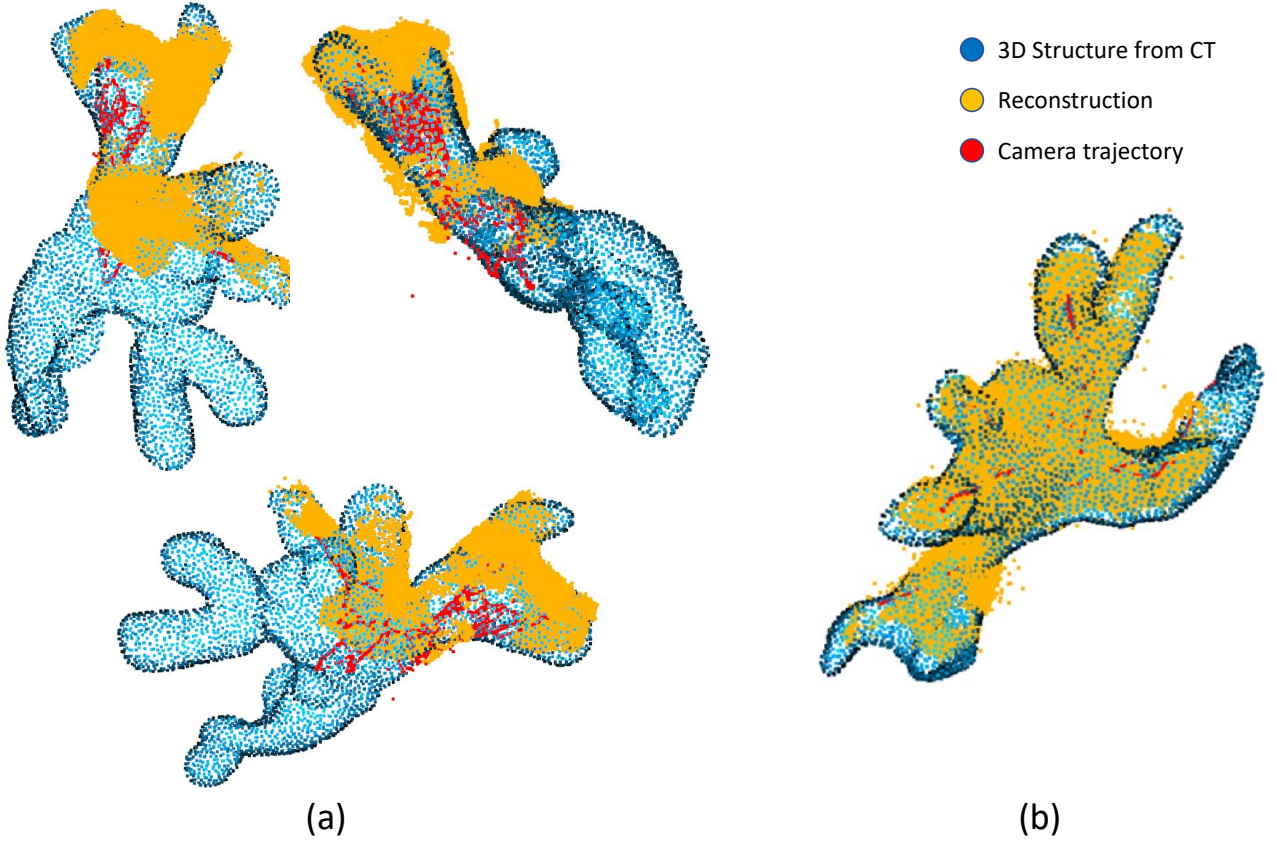 3D Structure from CT
Reconstruction
Camera trajectory
(a)
(b)